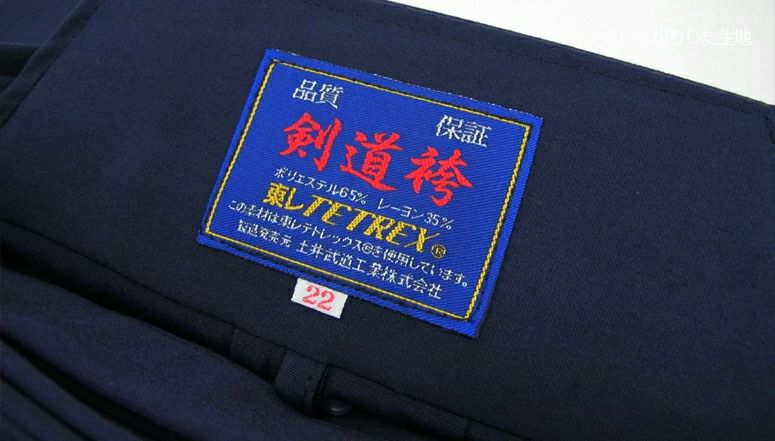 しっかりした生地
品質 保証
剣道袴
ポリエステル65% レーヨン35%
東レTETREX®
この素材は東レテトレックス®を使用しています。
製造発売元 土井武道工業株式会社
22